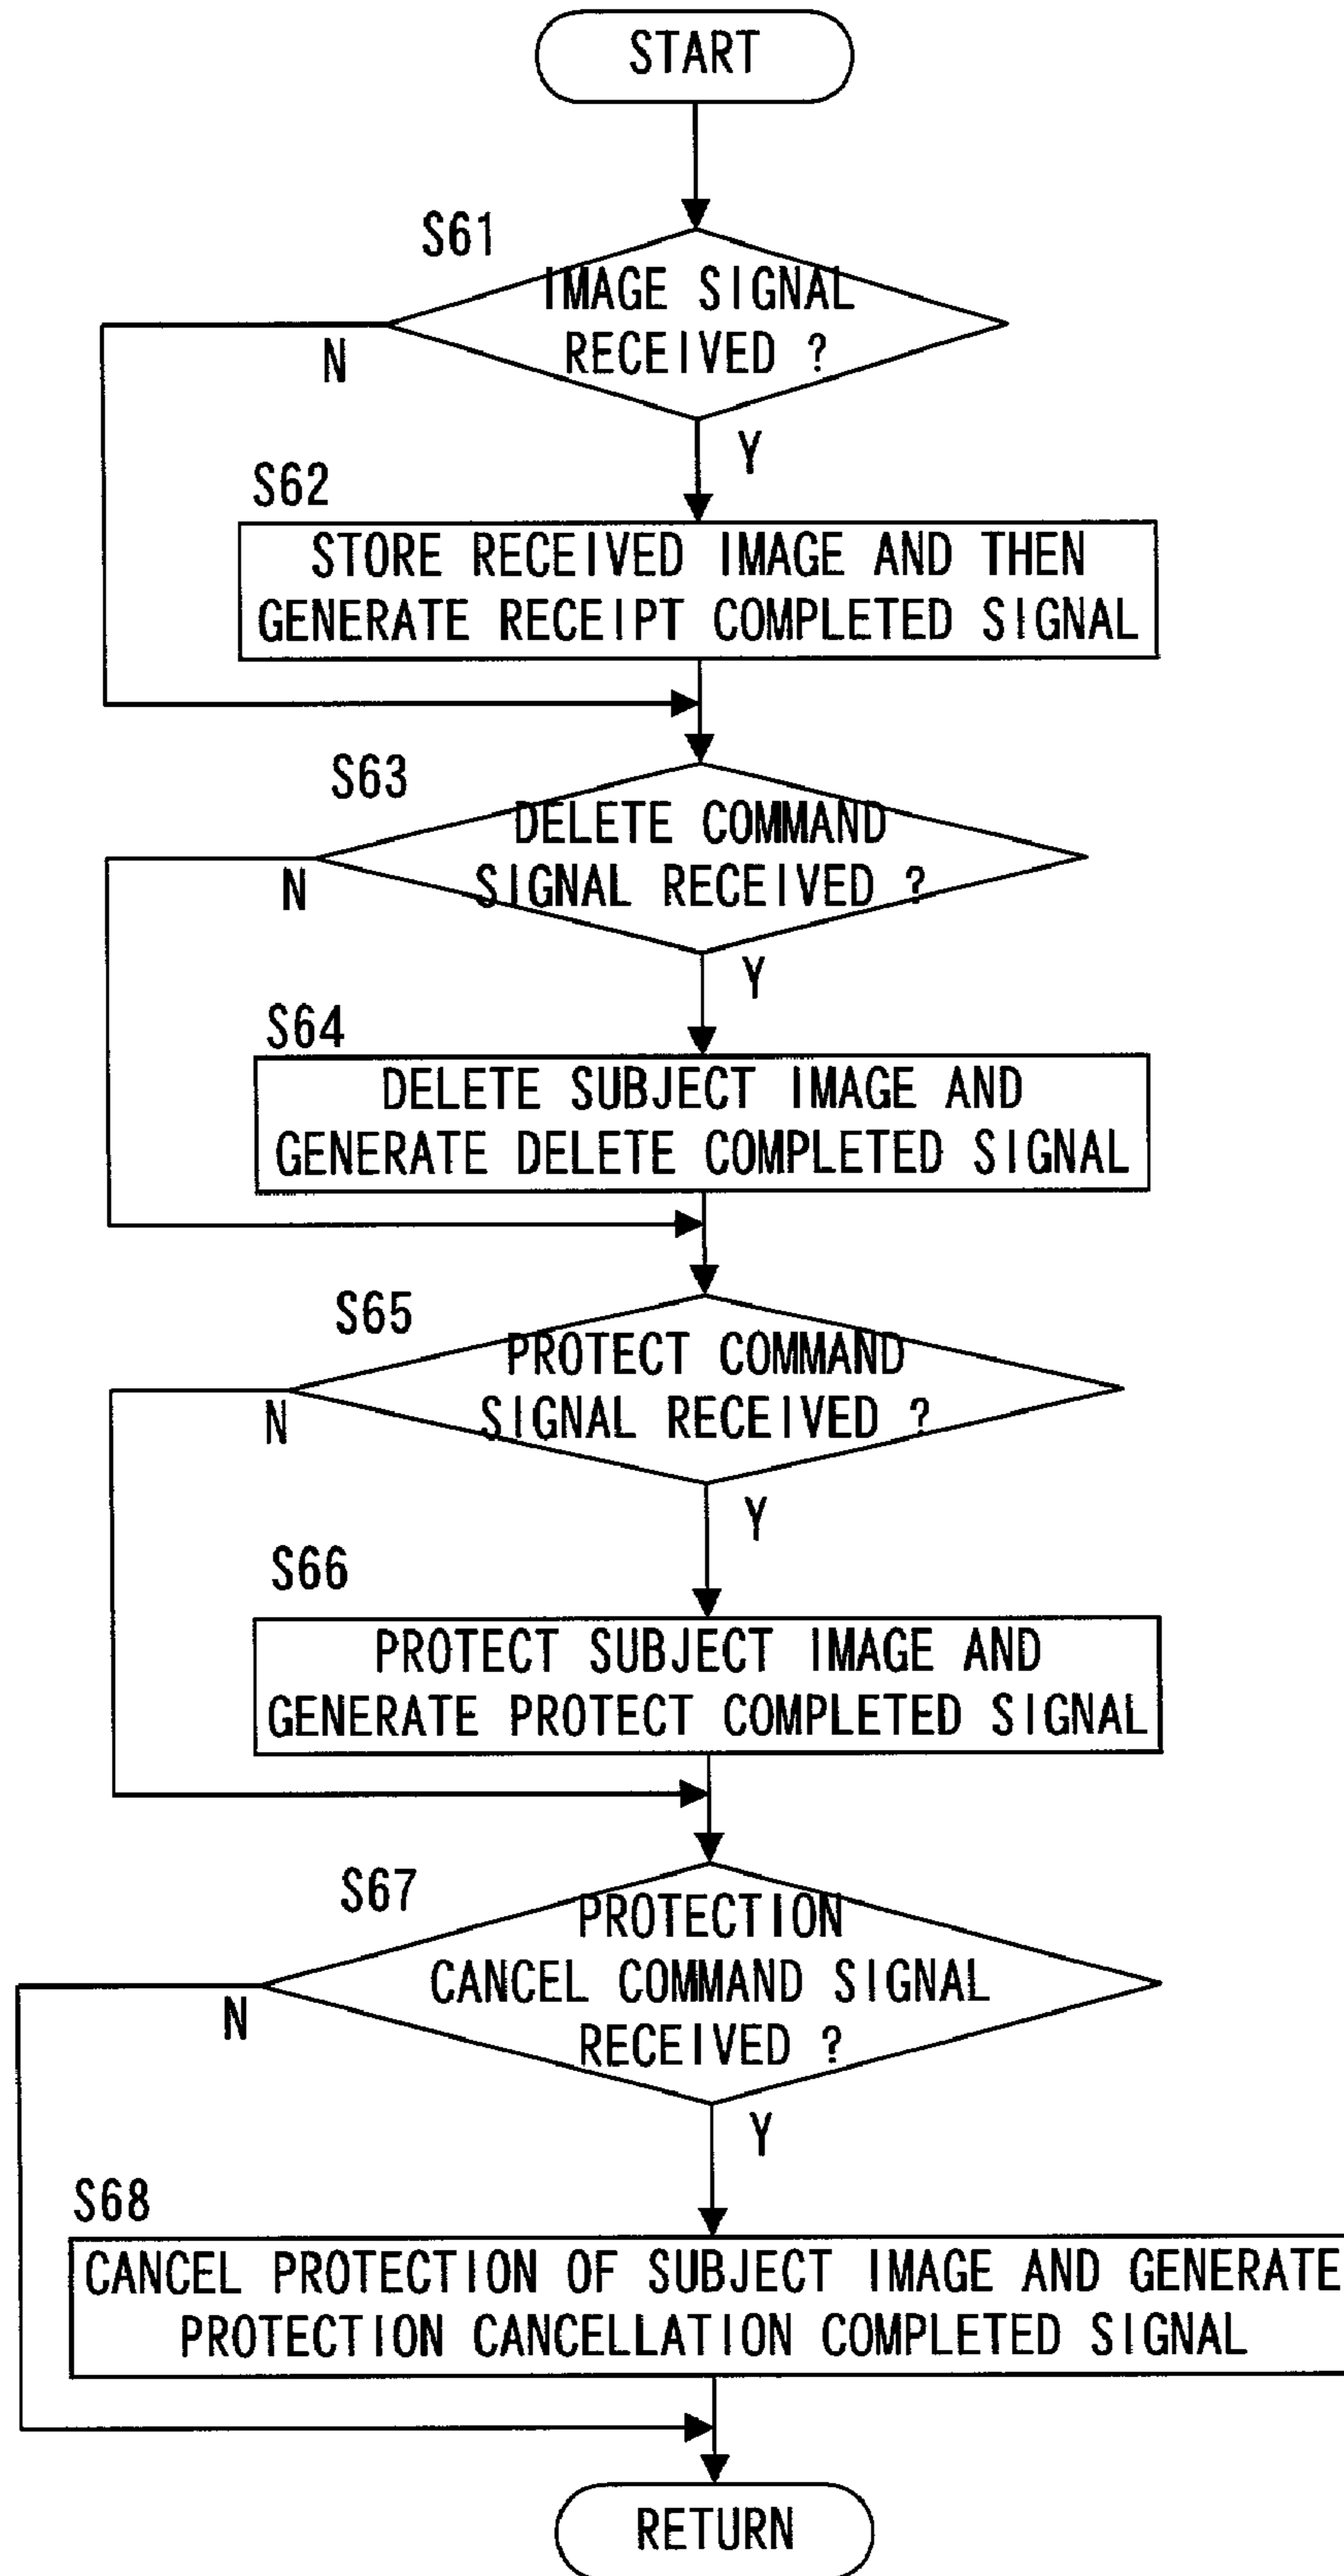 START
S61
IMAGE SIGNAL
RECEIVED ?
N
Y
S62
STORE RECEIVED IMAGE AND THEN
GENERATE RECEIPT COMPLETED SIGNAL
S63
DELETE COMMAND
SIGNAL RECEIVED ?
N
Y
S64
DELETE SUBJECT IMAGE AND
GENERATE DELETE COMPLETED SIGNAL
S65
PROTECT COMMAND
SIGNAL RECEIVED ?
N
Y
S66
PROTECT SUBJECT IMAGE AND
GENERATE PROTECT COMPLETED SIGNAL
S67
PROTECTION
CANCEL COMMAND SIGNAL
RECEIVED ?
N
Y
S68
CANCEL PROTECTION OF SUBJECT IMAGE AND GENERATE
PROTECTION CANCELLATION COMPLETED SIGNAL
RETURN